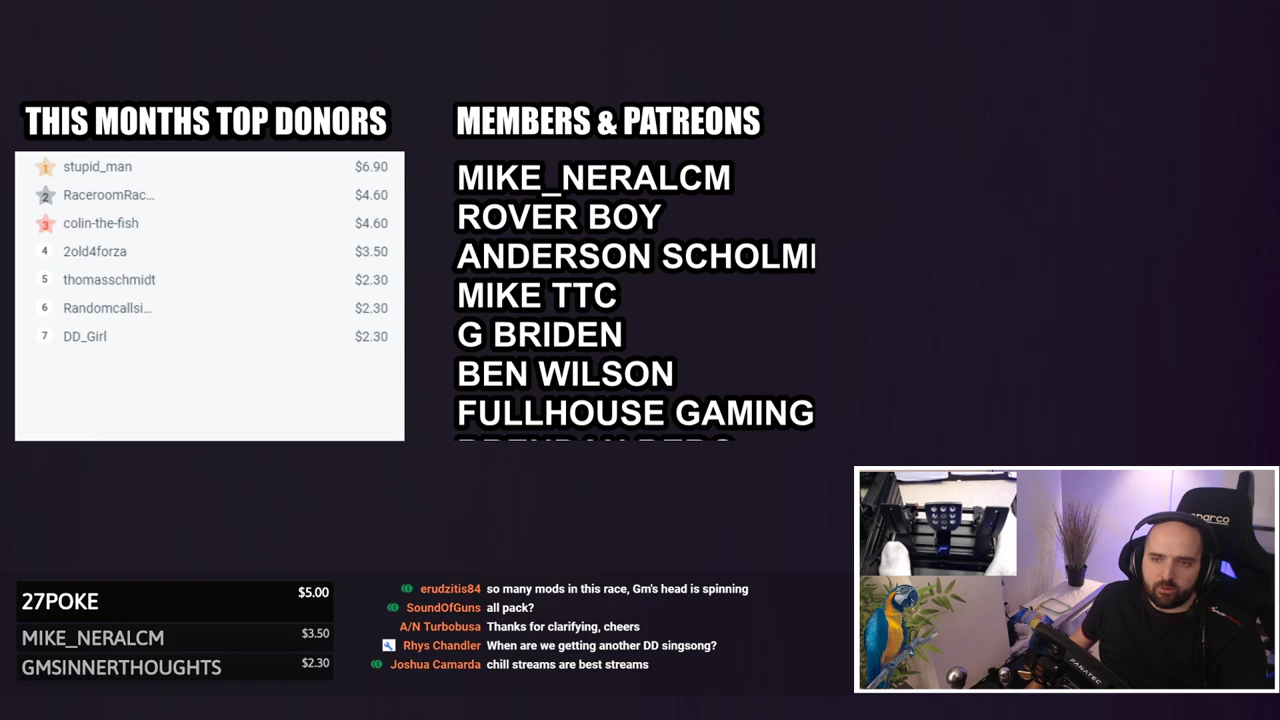 THIS MONTHS TOP DONORS
1 stupid_man $6.90
2 RaceroomRac... $4.60
3 colin-the-fish $4.60
4 2old4forza $3.50
5 thomasschmidt $2.30
6 Randomcallsi... $2.30
7 DD_Girl $2.30
MEMBERS & PATREONS
MIKE_NERALCM
ROVER BOY
ANDERSON SCHOLM
MIKE TTC
G BRIDEN
BEN WILSON
FULLHOUSE GAMING
27POKE $5.00
MIKE_NERALCM $3.50
GMSINNERTHOUGHTS $2.30
erudzitis84 so many mods in this race, Gm's head is spinning
SoundOfGuns all pack?
A/N Turbobusa Thanks for clarifying, cheers
Rhys Chandler When are we getting another DD singsong?
Joshua Camarda chill streams are best streams
sparco
FANATEC